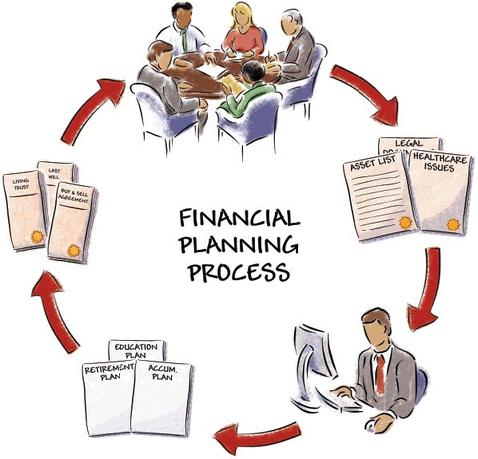 LEGAL
ASSET LIST
HEALTHCARE
ISSUES
LIVING
TRUST
LAST
WILL
BUY & SELL
AGREEMENT
FINANCIAL
PLANNING
PROCESS
EDUCATION
PLAN
RETIREMENT
PLAN
ACCUM.
PLAN